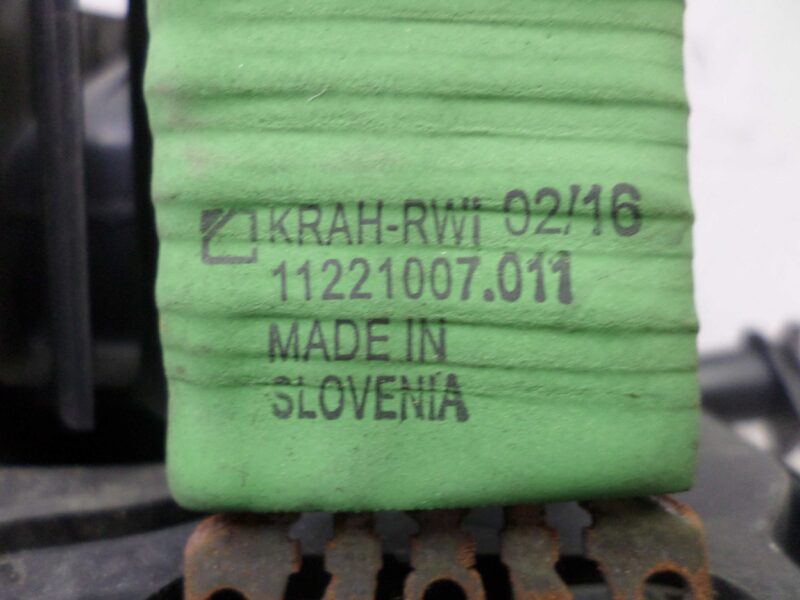 KRAH-RWI 02/16
11221007.011
MADE IN
SLOVENIA